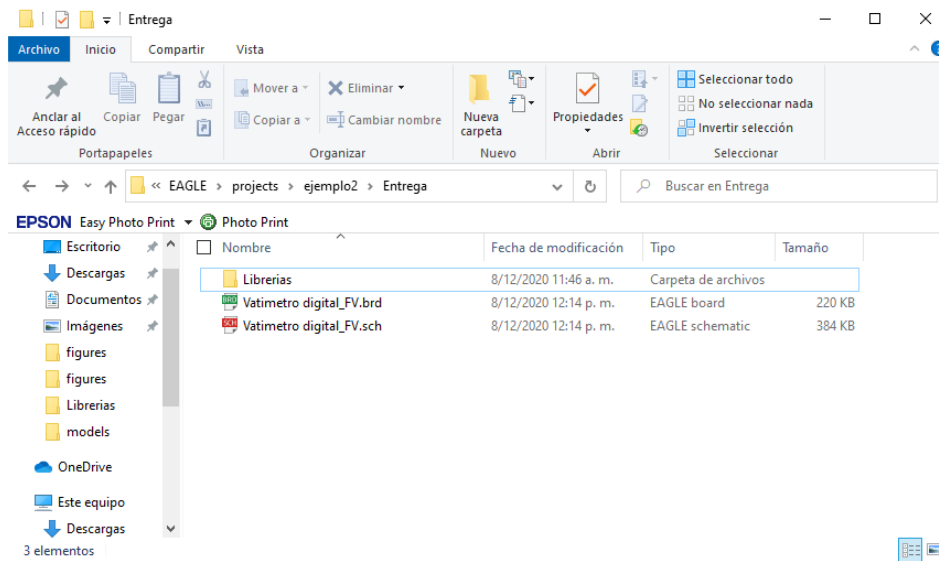 Entrega
Archivo Inicio Compartir Vista
Anclar al Acceso rápido
Copiar
Pegar
Portapapeles
Mover a
Copiar a
Eliminar
Cambiar nombre
Organizar
Nueva carpeta
Nuevo
Propiedades
Abrir
Seleccionar todo
No seleccionar nada
Invertir selección
Seleccionar
« EAGLE › projects › ejemplo2 › Entrega
Buscar en Entrega
EPSON Easy Photo Print Photo Print
Escritorio
Descargas
Documentos
Imágenes
figures
figures
Librerias
models
OneDrive
Este equipo
Descargas
Nombre Fecha de modificación Tipo Tamaño
Librerias 8/12/2020 11:46 a. m. Carpeta de archivos
BRD Vatimetro digital_FV.brd 8/12/2020 12:14 p. m. EAGLE board 220 KB
SCH Vatimetro digital_FV.sch 8/12/2020 12:14 p. m. EAGLE schematic 384 KB
3 elementos